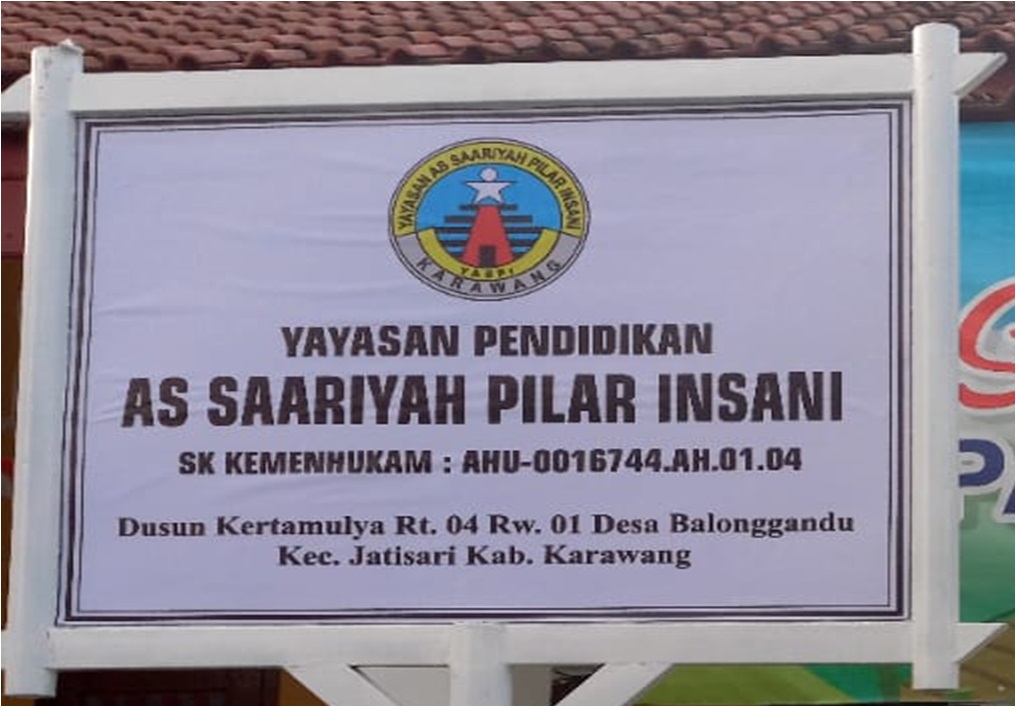 YAYASAN AS SAARIYAH PILAR INSANI
YASPI
KARAWANG
YAYASAN PENDIDIKAN
AS SAARIYAH PILAR INSANI
SK KEMENHUKAM : AHU-0016744.AH.01.04
Dusun Kertamulya Rt. 04 Rw. 01 Desa Balonggandu
Kec. Jatisari Kab. Karawang